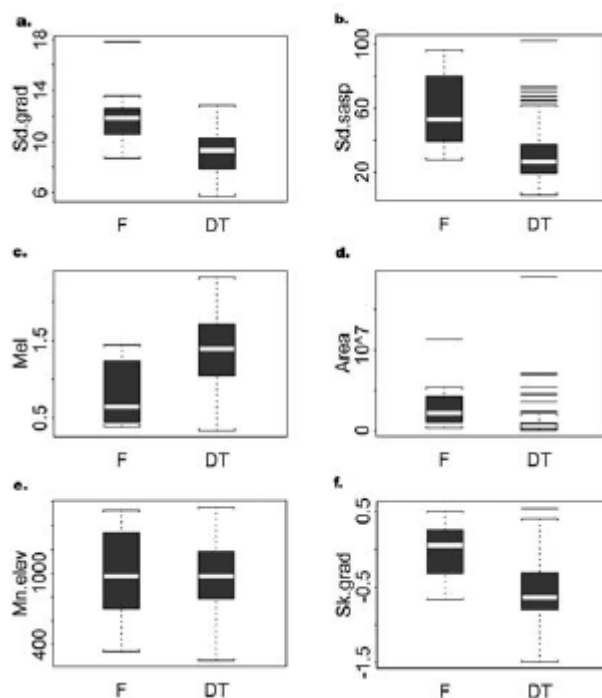 a.
Sd.grad
18
14
10
6
F DT
b.
Sd.sasp
100
60
20
F DT
c.
Mel
1.5
0.5
F DT
d.
Area
10^7
0
F DT
e.
Mn.elev
1000
400
F DT
f.
Sk.grad
0.5
-0.5
-1.5
F DT